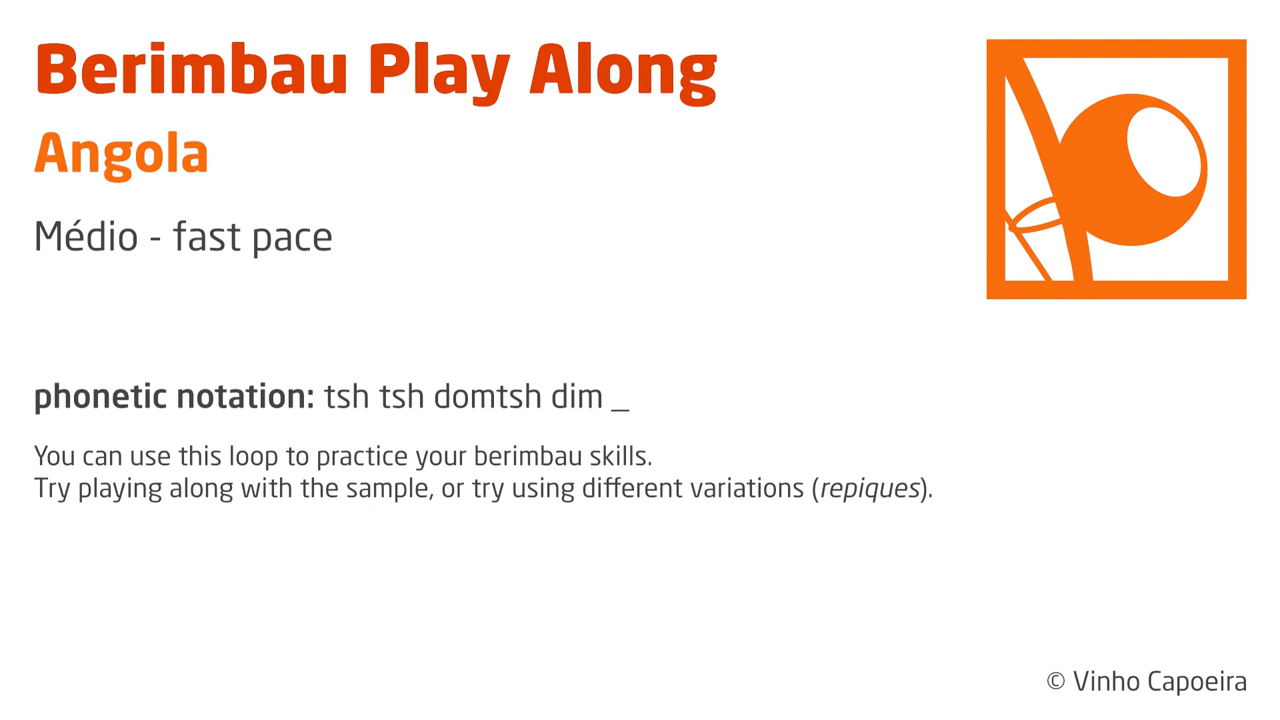 Berimbau Play Along
Angola
Médio - fast pace
phonetic notation: tsh tsh domtsh dim _
You can use this loop to practice your berimbau skills.
Try playing along with the sample, or try using different variations (repiques).
© Vinho Capoeira